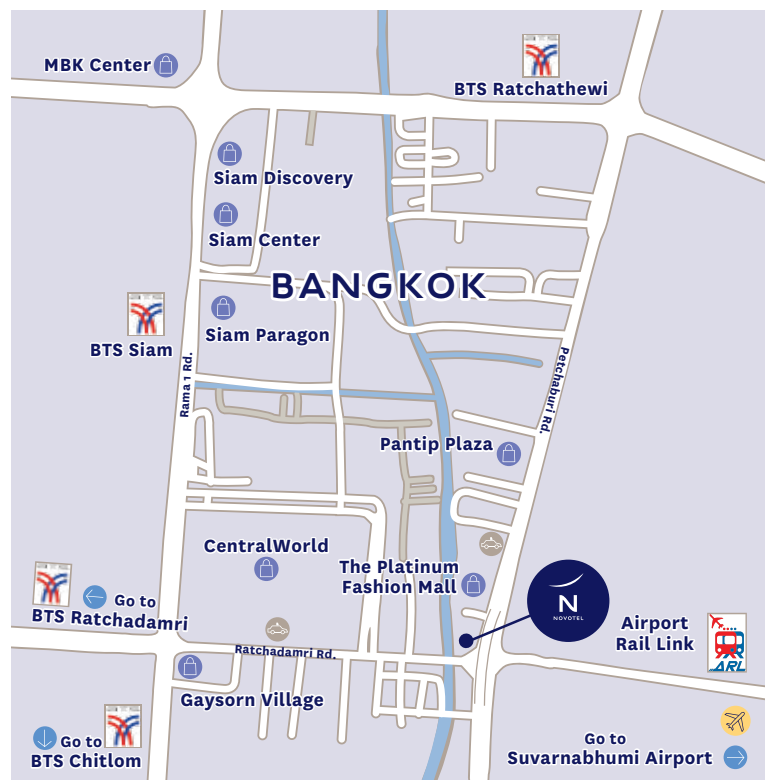 MBK Center
BTS Ratchathewi
Siam Discovery
Siam Center
BANGKOK
Siam Paragon
BTS Siam
Rama 1 Rd.
Petchaburi Rd.
Pantip Plaza
CentralWorld
The Platinum
Fashion Mall
Go to
BTS Ratchadamri
N
NOVOTEL
Airport
Rail Link
ARL
Ratchadamri Rd.
Gaysorn Village
Go to
BTS Chitlom
Go to
Suvarnabhumi Airport